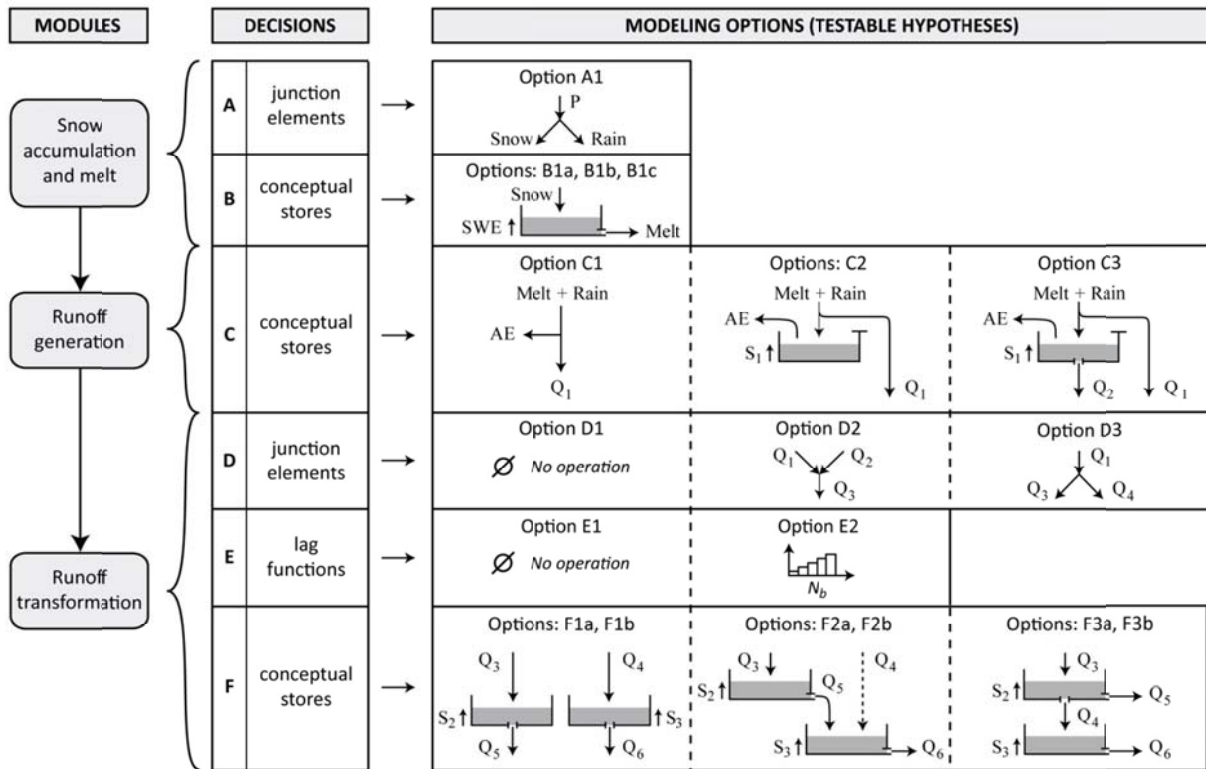 MODULES
DECISIONS
MODELING OPTIONS (TESTABLE HYPOTHESES)
Snow
accumulation
and melt
Runoff
generation
Runoff
transformation
A
junction
elements
Option A1
P
Snow
Rain
B
conceptual
stores
Options: B1a, B1b, B1c
Snow
SWE
Melt
C
conceptual
stores
Option C1
Melt + Rain
AE
Q1
Options: C2
Melt + Rain
AE
S1
Q1
Option C3
Melt + Rain
AE
S1
Q2
Q1
D
junction
elements
Option D1
No operation
Option D2
Q1
Q2
Q3
Option D3
Q1
Q3
Q4
E
lag
functions
Option E1
No operation
Option E2
Nb
F
conceptual
stores
Options: F1a, F1b
Q3
Q4
S2
S3
Q5
Q6
Options: F2a, F2b
Q3
Q4
S2
Q5
S3
Q6
Options: F3a, F3b
Q3
S2
Q5
Q4
S3
Q6